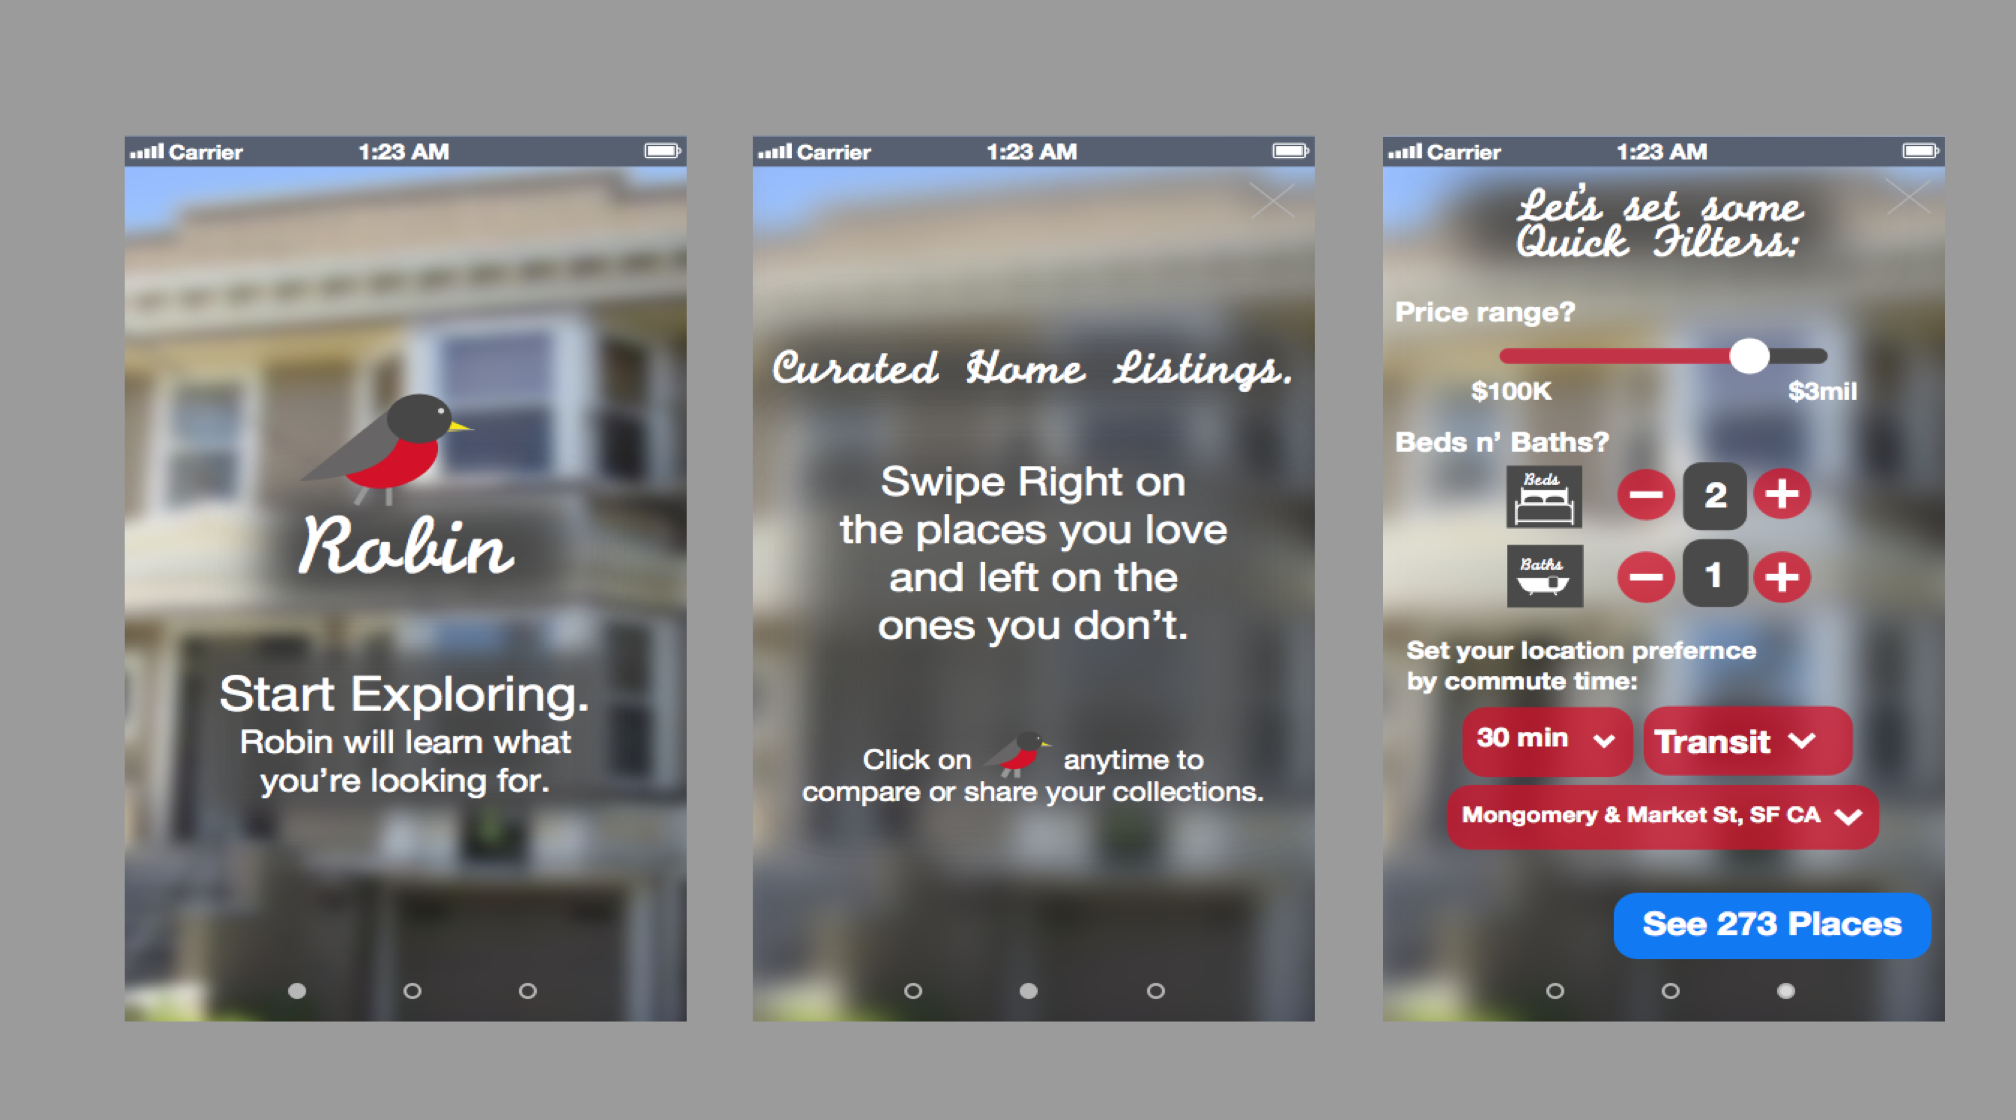 Carrier 1:23 AM
Robin
Start Exploring.
Robin will learn what
you're looking for.
Carrier 1:23 AM
Curated Home Listings.
Swipe Right on
the places you love
and left on the
ones you don't.
Click on anytime to
compare or share your collections.
Carrier 1:23 AM
Let's set some
Quick Filters:
Price range?
$100K $3mil
Beds n' Baths?
Beds 2
Baths 1
Set your location prefernce
by commute time:
30 min Transit
Mongomery & Market St, SF CA
See 273 Places